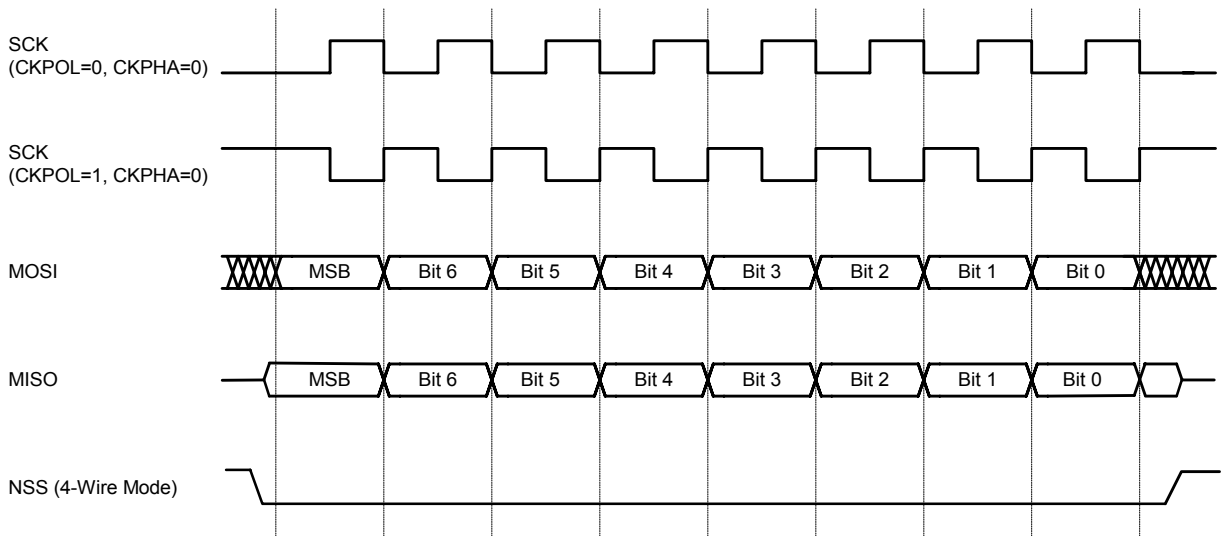 SCK
(CKPOL=0, CKPHA=0)
SCK
(CKPOL=1, CKPHA=0)
MOSI
MSB Bit 6 Bit 5 Bit 4 Bit 3 Bit 2 Bit 1 Bit 0
MISO
MSB Bit 6 Bit 5 Bit 4 Bit 3 Bit 2 Bit 1 Bit 0
NSS (4-Wire Mode)